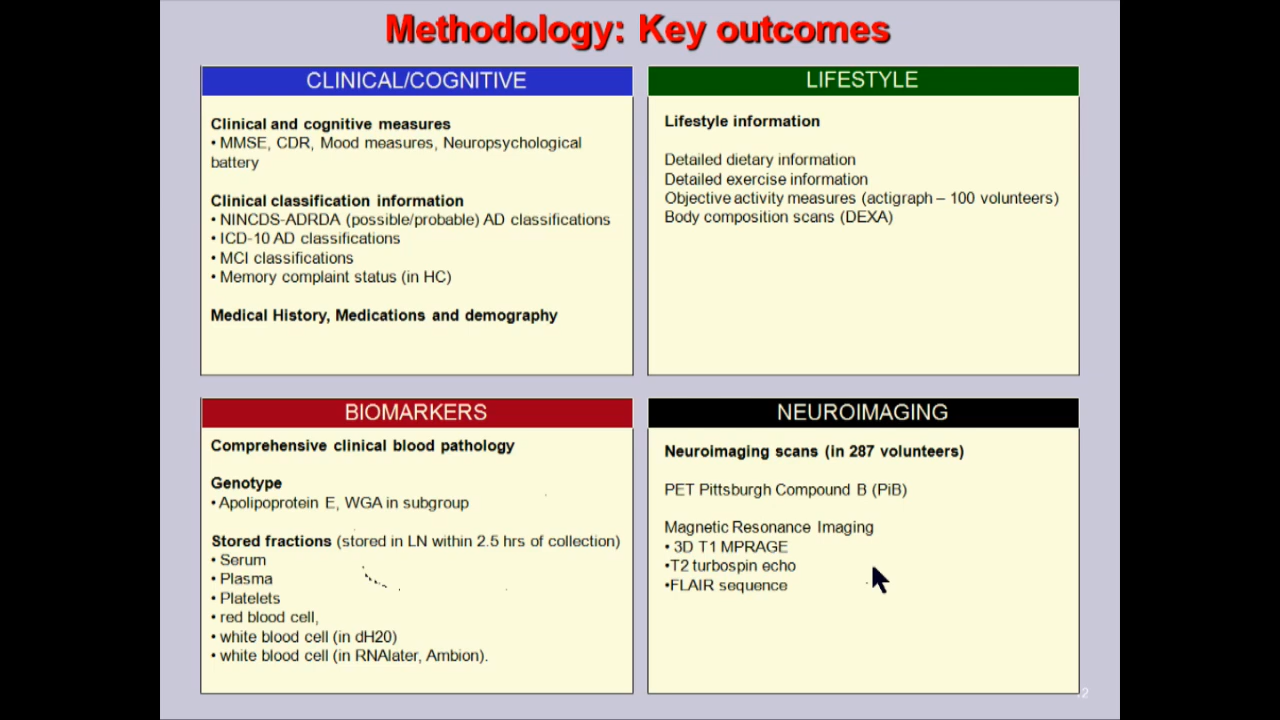 Methodology: Key outcomes
CLINICAL/COGNITIVE
Clinical and cognitive measures
• MMSE, CDR, Mood measures, Neuropsychological
battery
Clinical classification information
• NINCDS-ADRDA (possible/probable) AD classifications
• ICD-10 AD classifications
• MCI classifications
• Memory complaint status (in HC)
Medical History, Medications and demography
LIFESTYLE
Lifestyle information
Detailed dietary information
Detailed exercise information
Objective activity measures (actigraph – 100 volunteers)
Body composition scans (DEXA)
BIOMARKERS
Comprehensive clinical blood pathology
Genotype
• Apolipoprotein E, WGA in subgroup
Stored fractions (stored in LN within 2.5 hrs of collection)
• Serum
• Plasma
• Platelets
• red blood cell,
• white blood cell (in dH20)
• white blood cell (in RNAlater, Ambion).
NEUROIMAGING
Neuroimaging scans (in 287 volunteers)
PET Pittsburgh Compound B (PiB)
Magnetic Resonance Imaging
• 3D T1 MPRAGE
•T2 turbospin echo
•FLAIR sequence